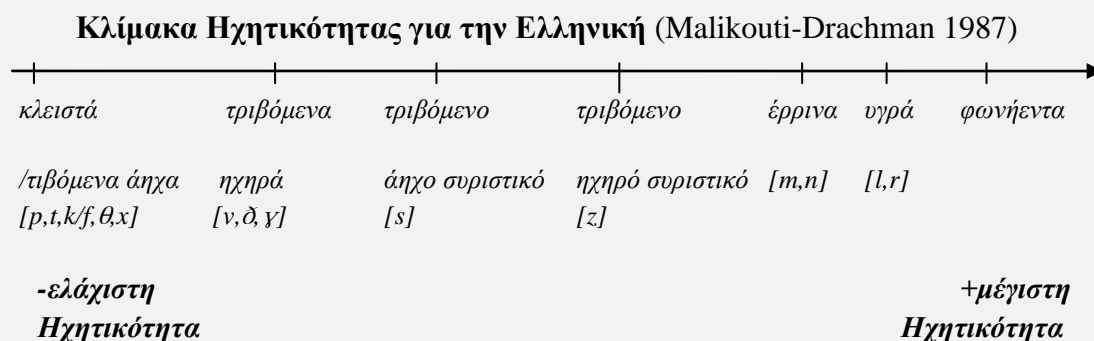 Κλίμακα Ηχητικότητας για την Ελληνική (Malikouti-Drachman 1987)
κλειστά τριβόμενα τριβόμενο τριβόμενο έρρινα υγρά φωνήεντα
/τιβόμενα άηχα ηχηρά άηχο συριστικό ηχηρό συριστικό [m,n] [l,r]
[p,t,k/f,θ,x] [v,ð,ɣ] [s] [z]
-ελάχιστη +μέγιστη
Ηχητικότητα Ηχητικότητα